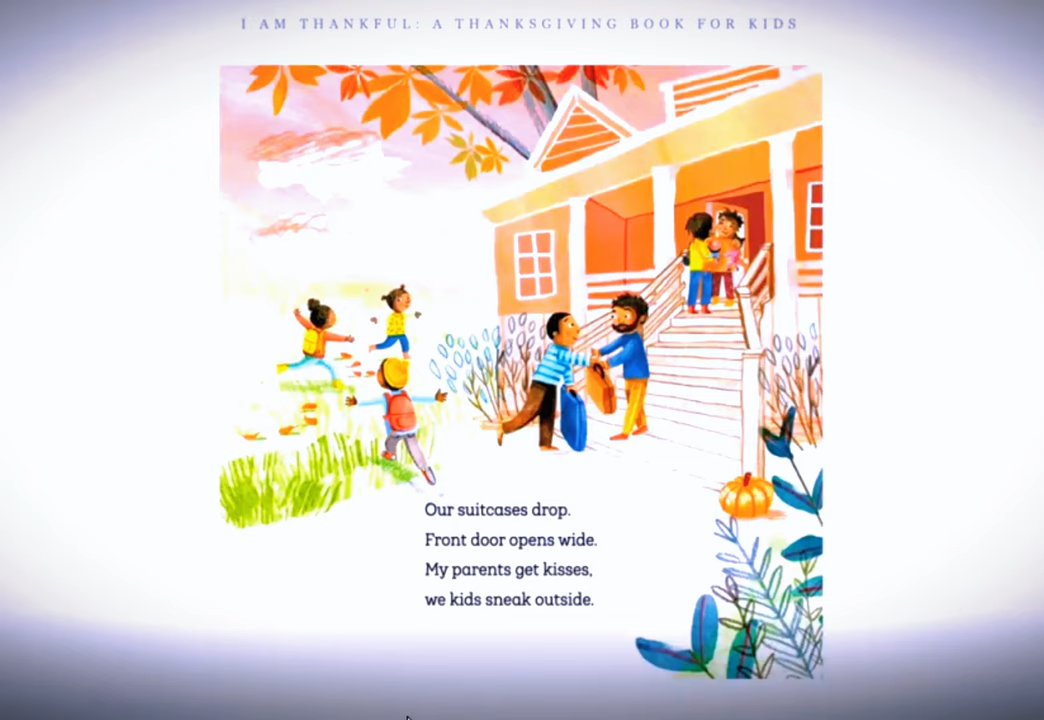 I AM THANKFUL: A THANKSGIVING BOOK FOR KIDS
Our suitcases drop.
Front door opens wide.
My parents get kisses,
we kids sneak outside.